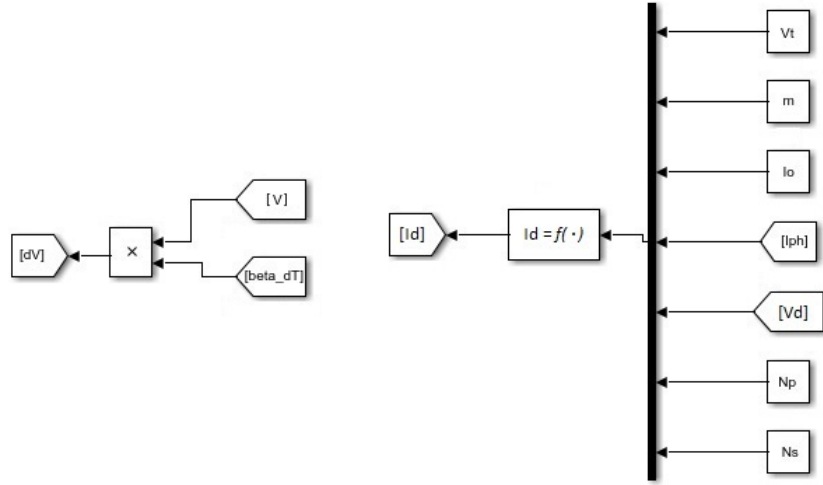 Vt
m
Io
[V]
[Iph]
[Id]
Id = f(·)
[dV]
×
[beta_dT]
[Vd]
Np
Ns